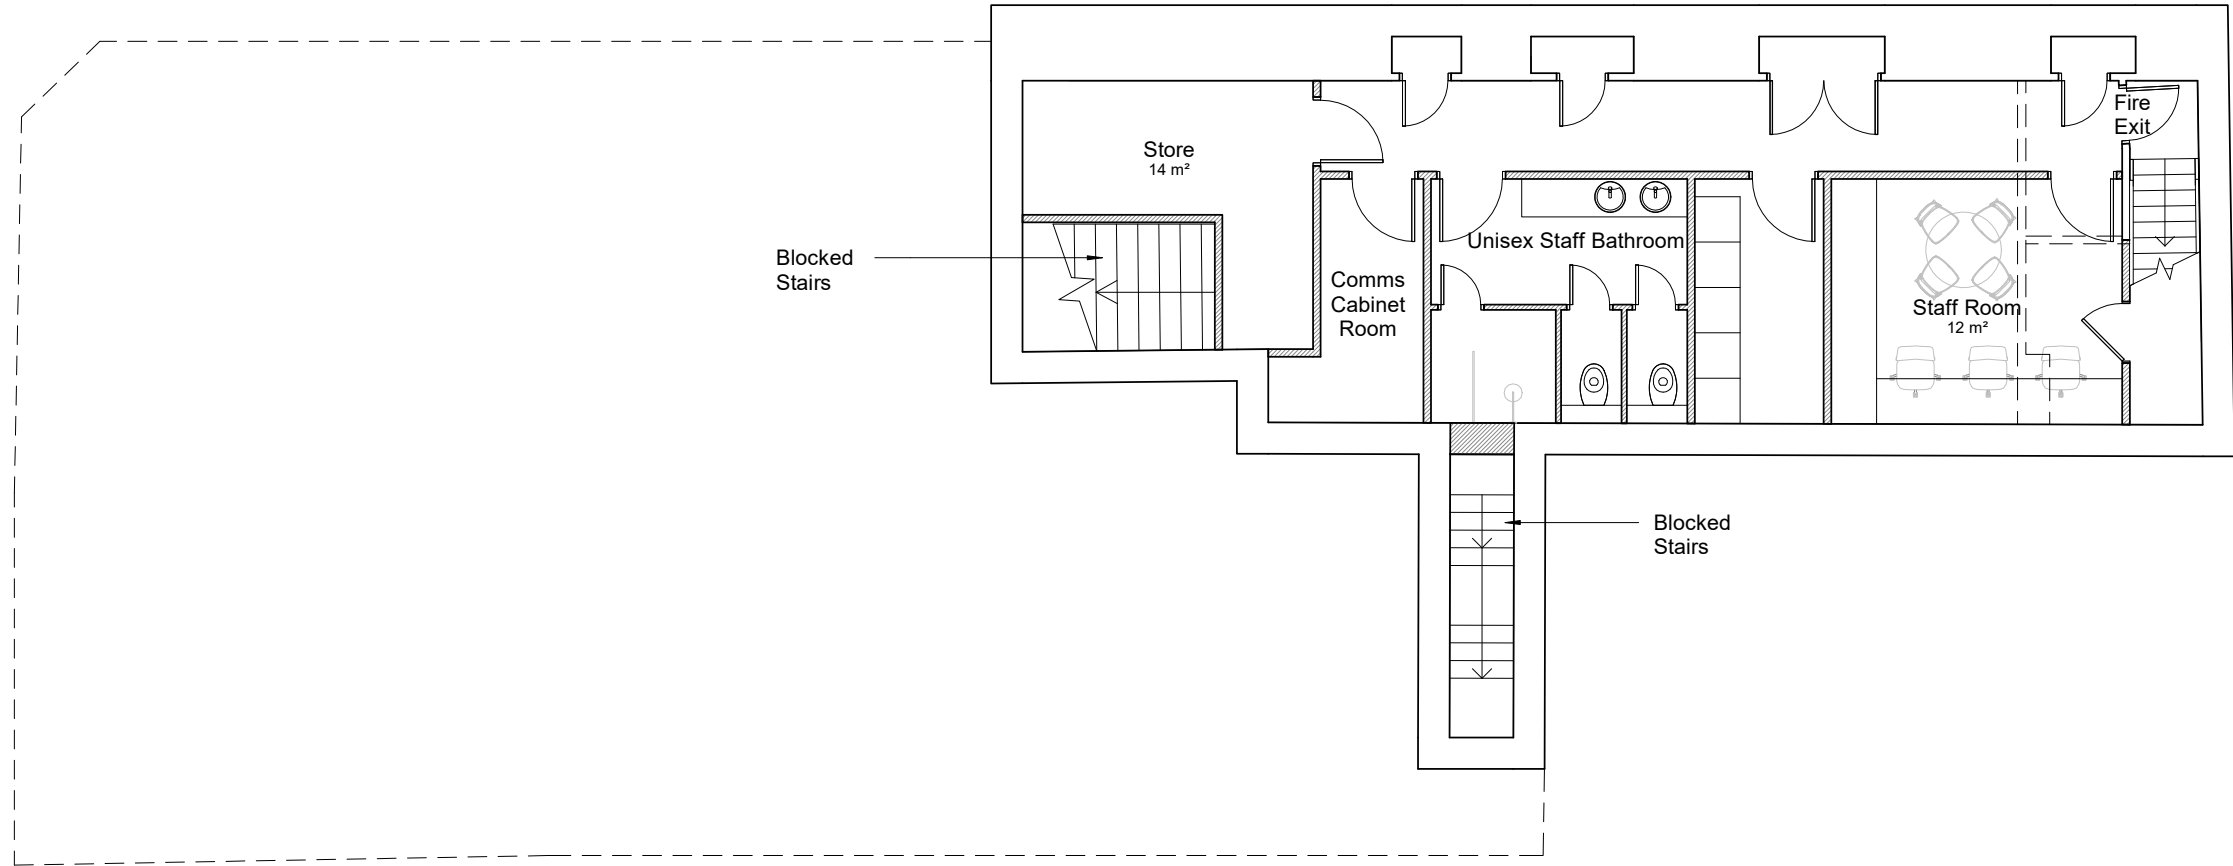 Fire
Exit
Store
14 m²
Unisex Staff Bathroom
Blocked
Stairs
Comms
Cabinet
Room
Staff Room
12 m²
Blocked
Stairs